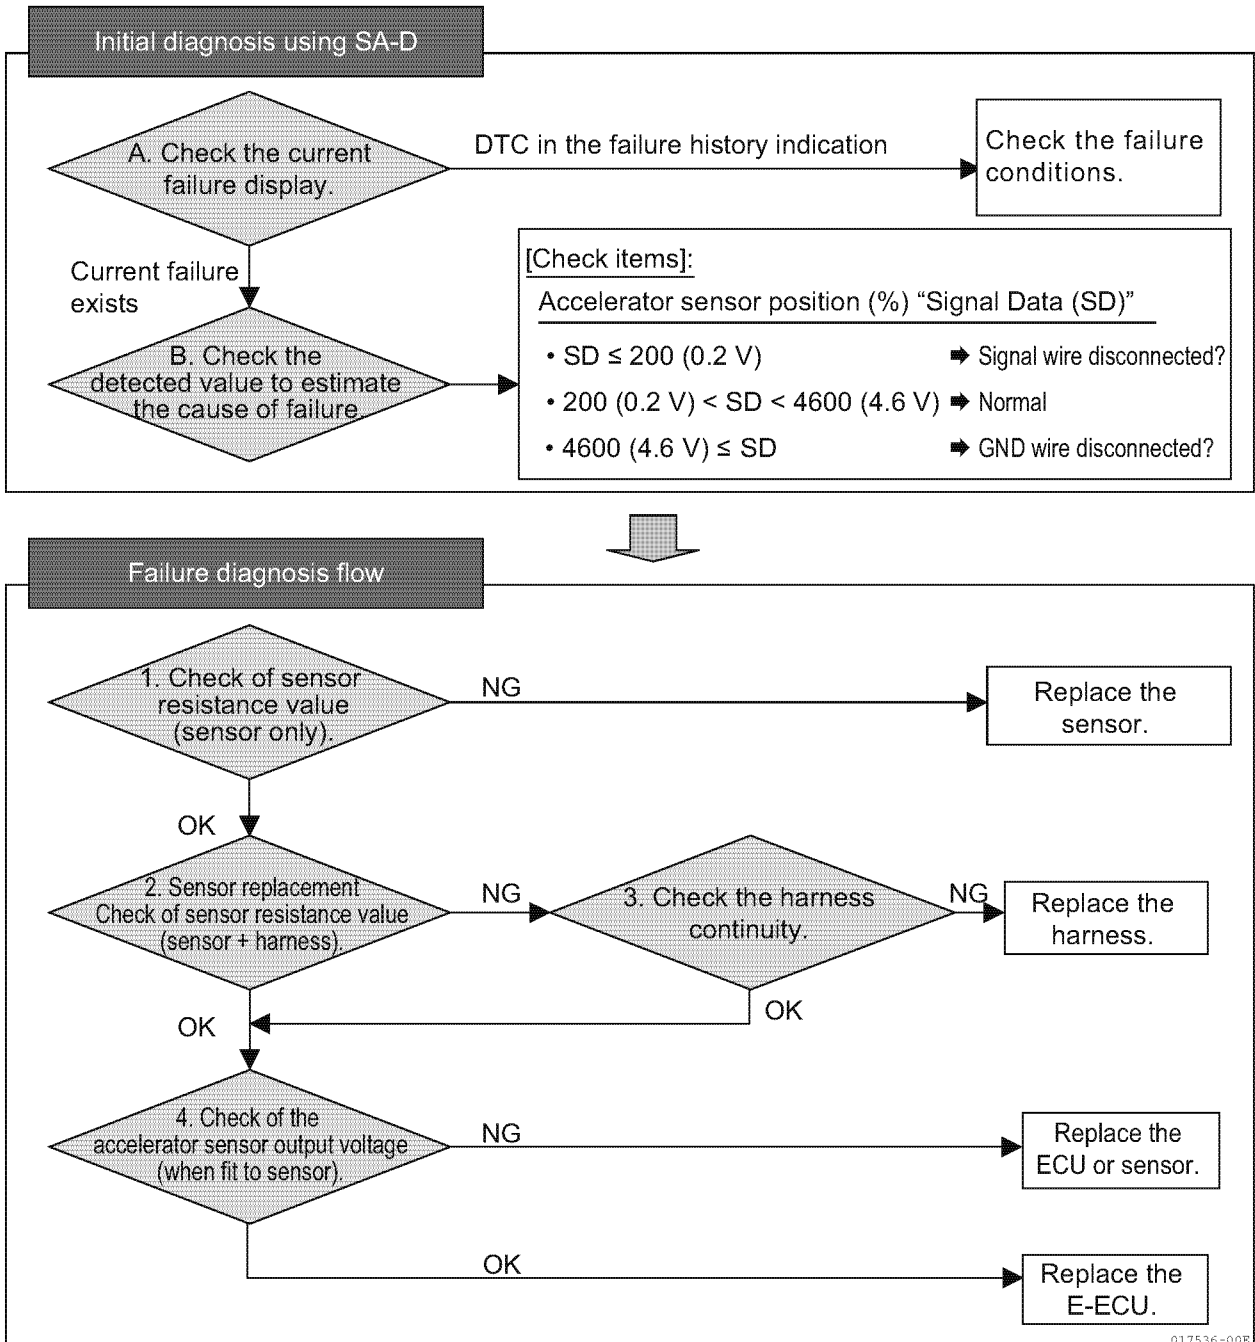 Initial diagnosis using SA-D
A. Check the current
failure display.
DTC in the failure history indication
Check the failure
conditions.
Current failure
exists
B. Check the
detected value to estimate
the cause of failure.
[Check items]:
Accelerator sensor position (%) “Signal Data (SD)”
• SD ≤ 200 (0.2 V) ➡ Signal wire disconnected?
• 200 (0.2 V) < SD < 4600 (4.6 V) ➡ Normal
• 4600 (4.6 V) ≤ SD ➡ GND wire disconnected?
Failure diagnosis flow
1. Check of sensor
resistance value
(sensor only).
NG
Replace the
sensor.
OK
2. Sensor replacement
Check of sensor resistance value
(sensor + harness).
NG
3. Check the harness
continuity.
NG
Replace the
harness.
OK
OK
4. Check of the
accelerator sensor output voltage
(when fit to sensor).
NG
Replace the
ECU or sensor.
OK
Replace the
E-ECU.
017536-00E